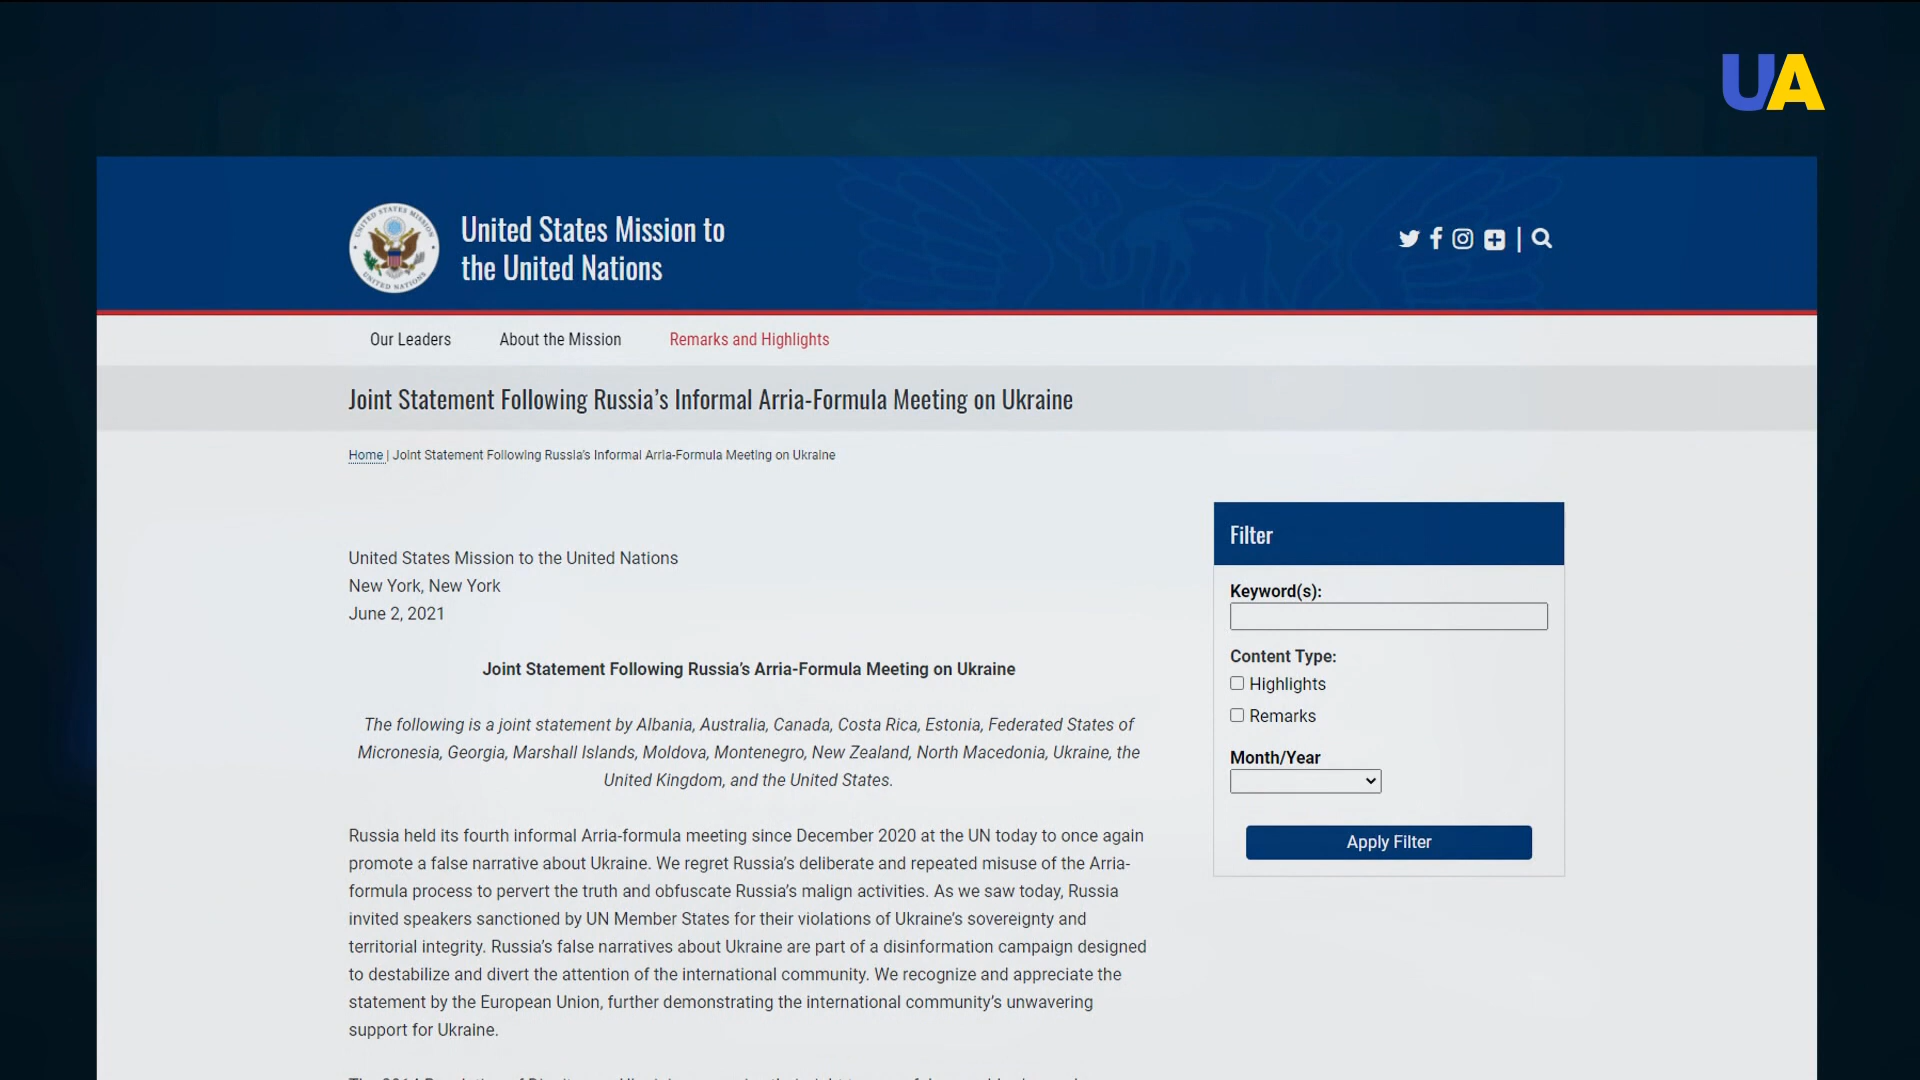 UA
UNITED STATES MISSION
UNITED NATIONS
United States Mission to
the United Nations
Our Leaders
About the Mission
Remarks and Highlights
Joint Statement Following Russia’s Informal Arria-Formula Meeting on Ukraine
Home | Joint Statement Following Russia’s Informal Arria-Formula Meeting on Ukraine
United States Mission to the United Nations
New York, New York
June 2, 2021
Joint Statement Following Russia’s Arria-Formula Meeting on Ukraine
The following is a joint statement by Albania, Australia, Canada, Costa Rica, Estonia, Federated States of
Micronesia, Georgia, Marshall Islands, Moldova, Montenegro, New Zealand, North Macedonia, Ukraine, the
United Kingdom, and the United States.
Russia held its fourth informal Arria-formula meeting since December 2020 at the UN today to once again
promote a false narrative about Ukraine. We regret Russia’s deliberate and repeated misuse of the Arria-
formula process to pervert the truth and obfuscate Russia’s malign activities. As we saw today, Russia
invited speakers sanctioned by UN Member States for their violations of Ukraine’s sovereignty and
territorial integrity. Russia’s false narratives about Ukraine are part of a disinformation campaign designed
to destabilize and divert the attention of the international community. We recognize and appreciate the
statement by the European Union, further demonstrating the international community’s unwavering
support for Ukraine.
Filter
Keyword(s):
Content Type:
Highlights
Remarks
Month/Year
Apply Filter